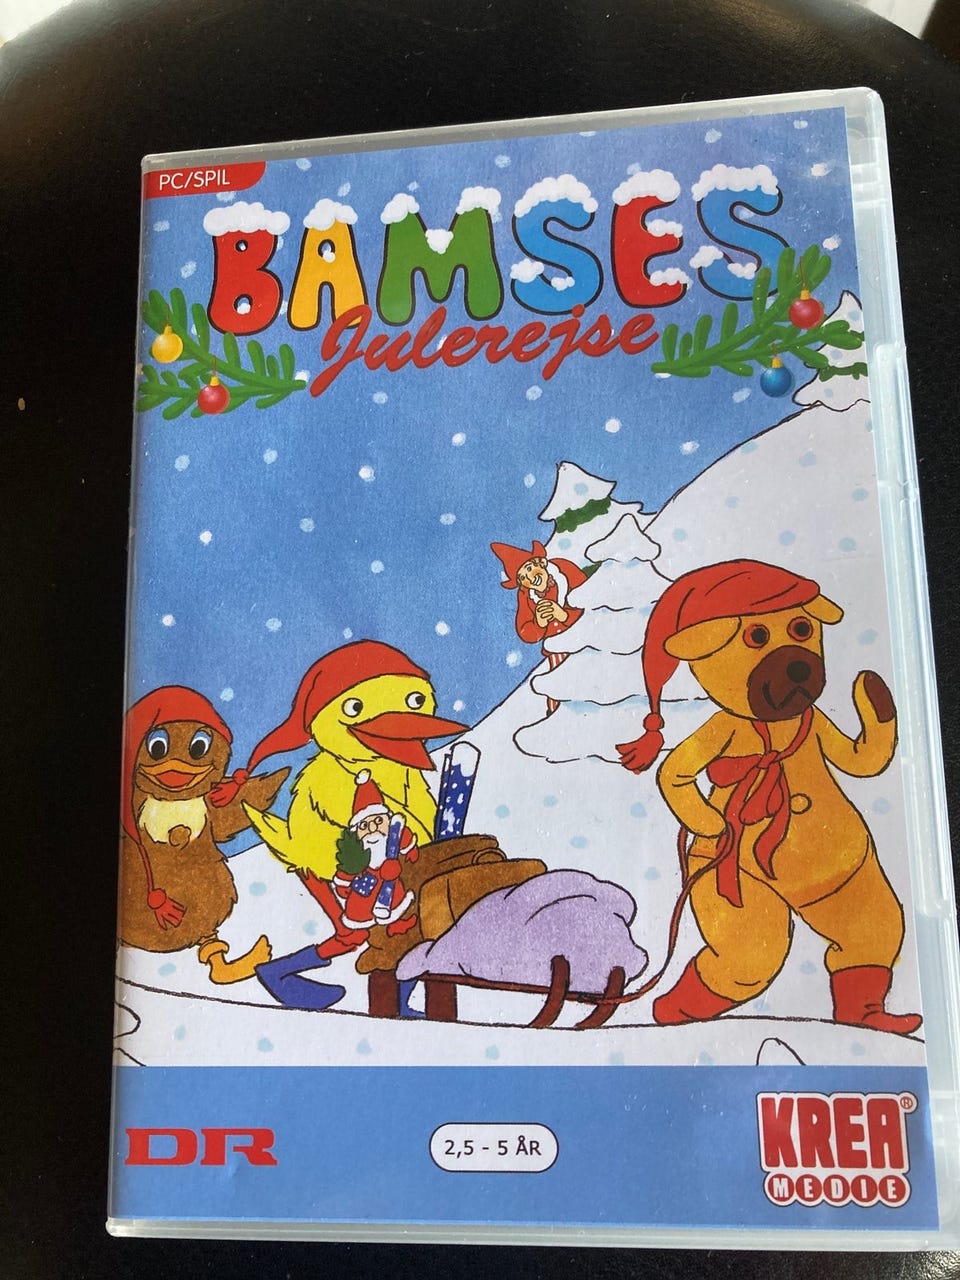 PC/SPIL
BAMSES
Julerejse
DR
2,5 - 5 ÅR
KREA®
MEDIE